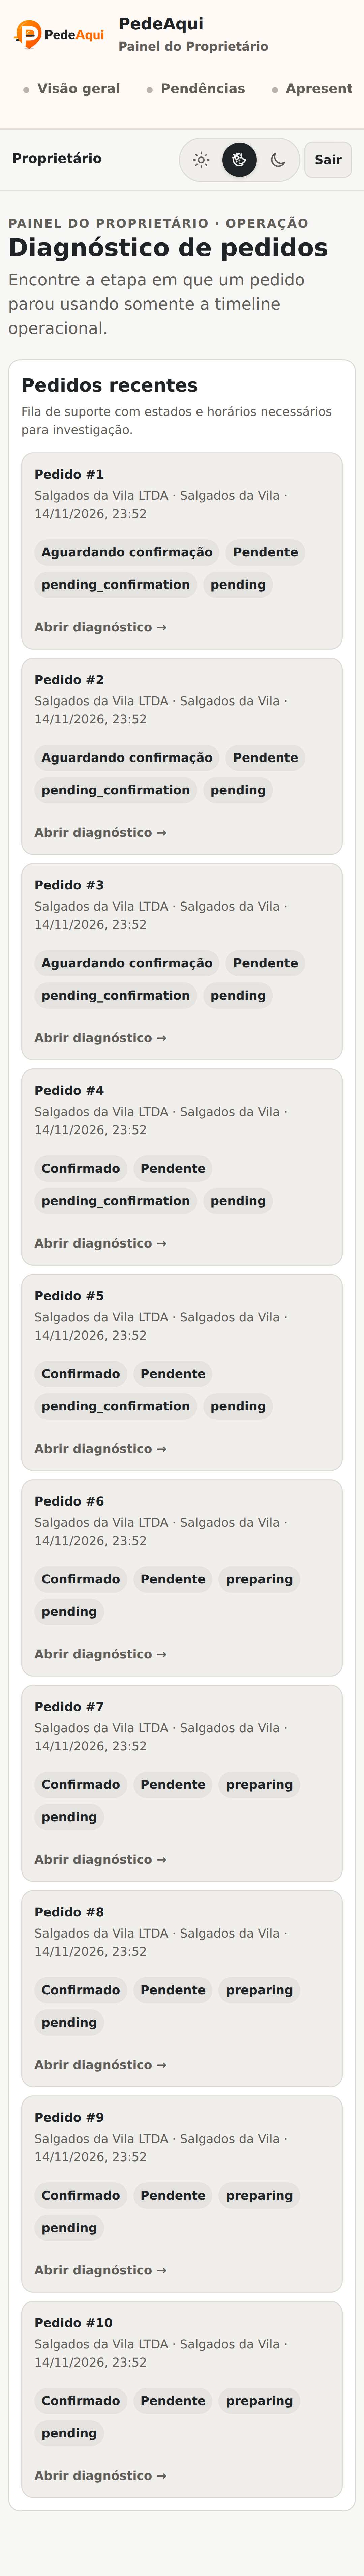 PedeAqui
PedeAqui
Painel do Proprietário
Visão geral
Pendências
Apresent
Proprietário
Sair
PAINEL DO PROPRIETÁRIO · OPERAÇÃO
Diagnóstico de pedidos
Encontre a etapa em que um pedido
parou usando somente a timeline
operacional.
Pedidos recentes
Fila de suporte com estados e horários necessários
para investigação.
Pedido #1
Salgados da Vila LTDA · Salgados da Vila ·
14/11/2026, 23:52
Aguardando confirmação Pendente
pending_confirmation pending
Abrir diagnóstico →
Pedido #2
Salgados da Vila LTDA · Salgados da Vila ·
14/11/2026, 23:52
Aguardando confirmação Pendente
pending_confirmation pending
Abrir diagnóstico →
Pedido #3
Salgados da Vila LTDA · Salgados da Vila ·
14/11/2026, 23:52
Aguardando confirmação Pendente
pending_confirmation pending
Abrir diagnóstico →
Pedido #4
Salgados da Vila LTDA · Salgados da Vila ·
14/11/2026, 23:52
Confirmado Pendente
pending_confirmation pending
Abrir diagnóstico →
Pedido #5
Salgados da Vila LTDA · Salgados da Vila ·
14/11/2026, 23:52
Confirmado Pendente
pending_confirmation pending
Abrir diagnóstico →
Pedido #6
Salgados da Vila LTDA · Salgados da Vila ·
14/11/2026, 23:52
Confirmado Pendente preparing
pending
Abrir diagnóstico →
Pedido #7
Salgados da Vila LTDA · Salgados da Vila ·
14/11/2026, 23:52
Confirmado Pendente preparing
pending
Abrir diagnóstico →
Pedido #8
Salgados da Vila LTDA · Salgados da Vila ·
14/11/2026, 23:52
Confirmado Pendente preparing
pending
Abrir diagnóstico →
Pedido #9
Salgados da Vila LTDA · Salgados da Vila ·
14/11/2026, 23:52
Confirmado Pendente preparing
pending
Abrir diagnóstico →
Pedido #10
Salgados da Vila LTDA · Salgados da Vila ·
14/11/2026, 23:52
Confirmado Pendente preparing
pending
Abrir diagnóstico →